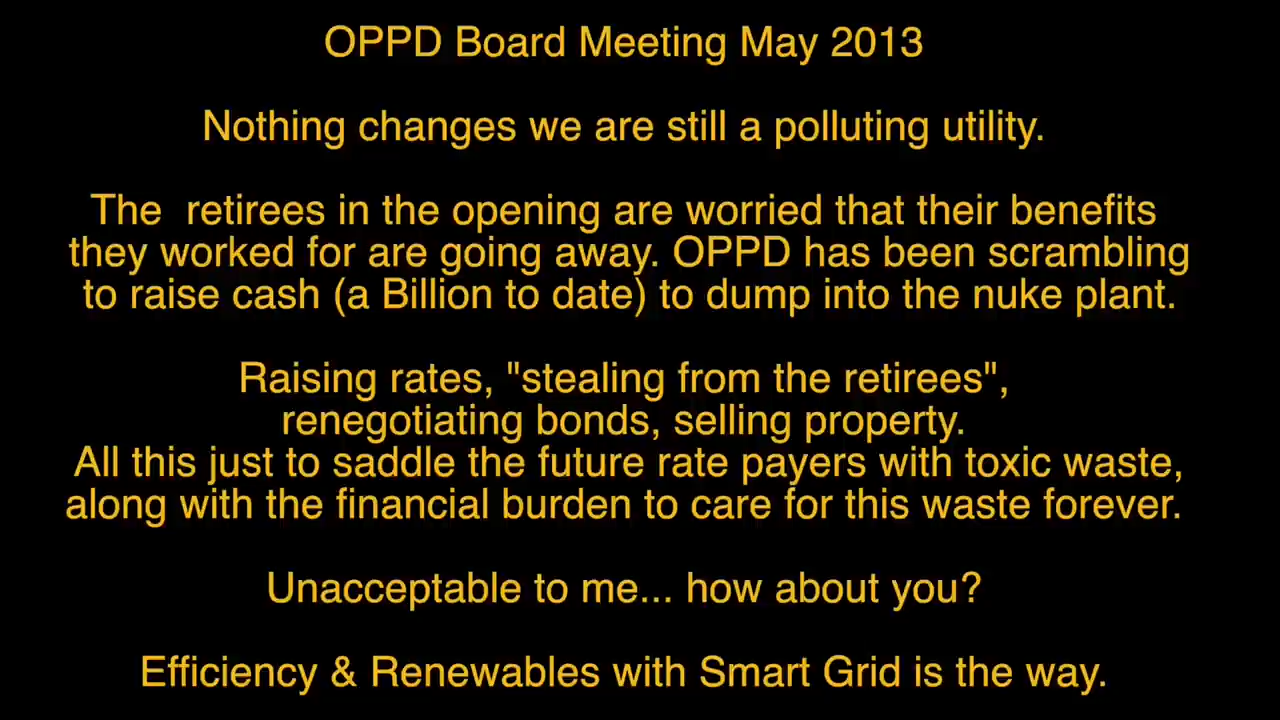 OPPD Board Meeting May 2013
Nothing changes we are still a polluting utility.
The  retirees in the opening are worried that their benefits
they worked for are going away. OPPD has been scrambling
to raise cash (a Billion to date) to dump into the nuke plant.
Raising rates, "stealing from the retirees",
renegotiating bonds, selling property.
All this just to saddle the future rate payers with toxic waste,
along with the financial burden to care for this waste forever.
Unacceptable to me... how about you?
Efficiency & Renewables with Smart Grid is the way.